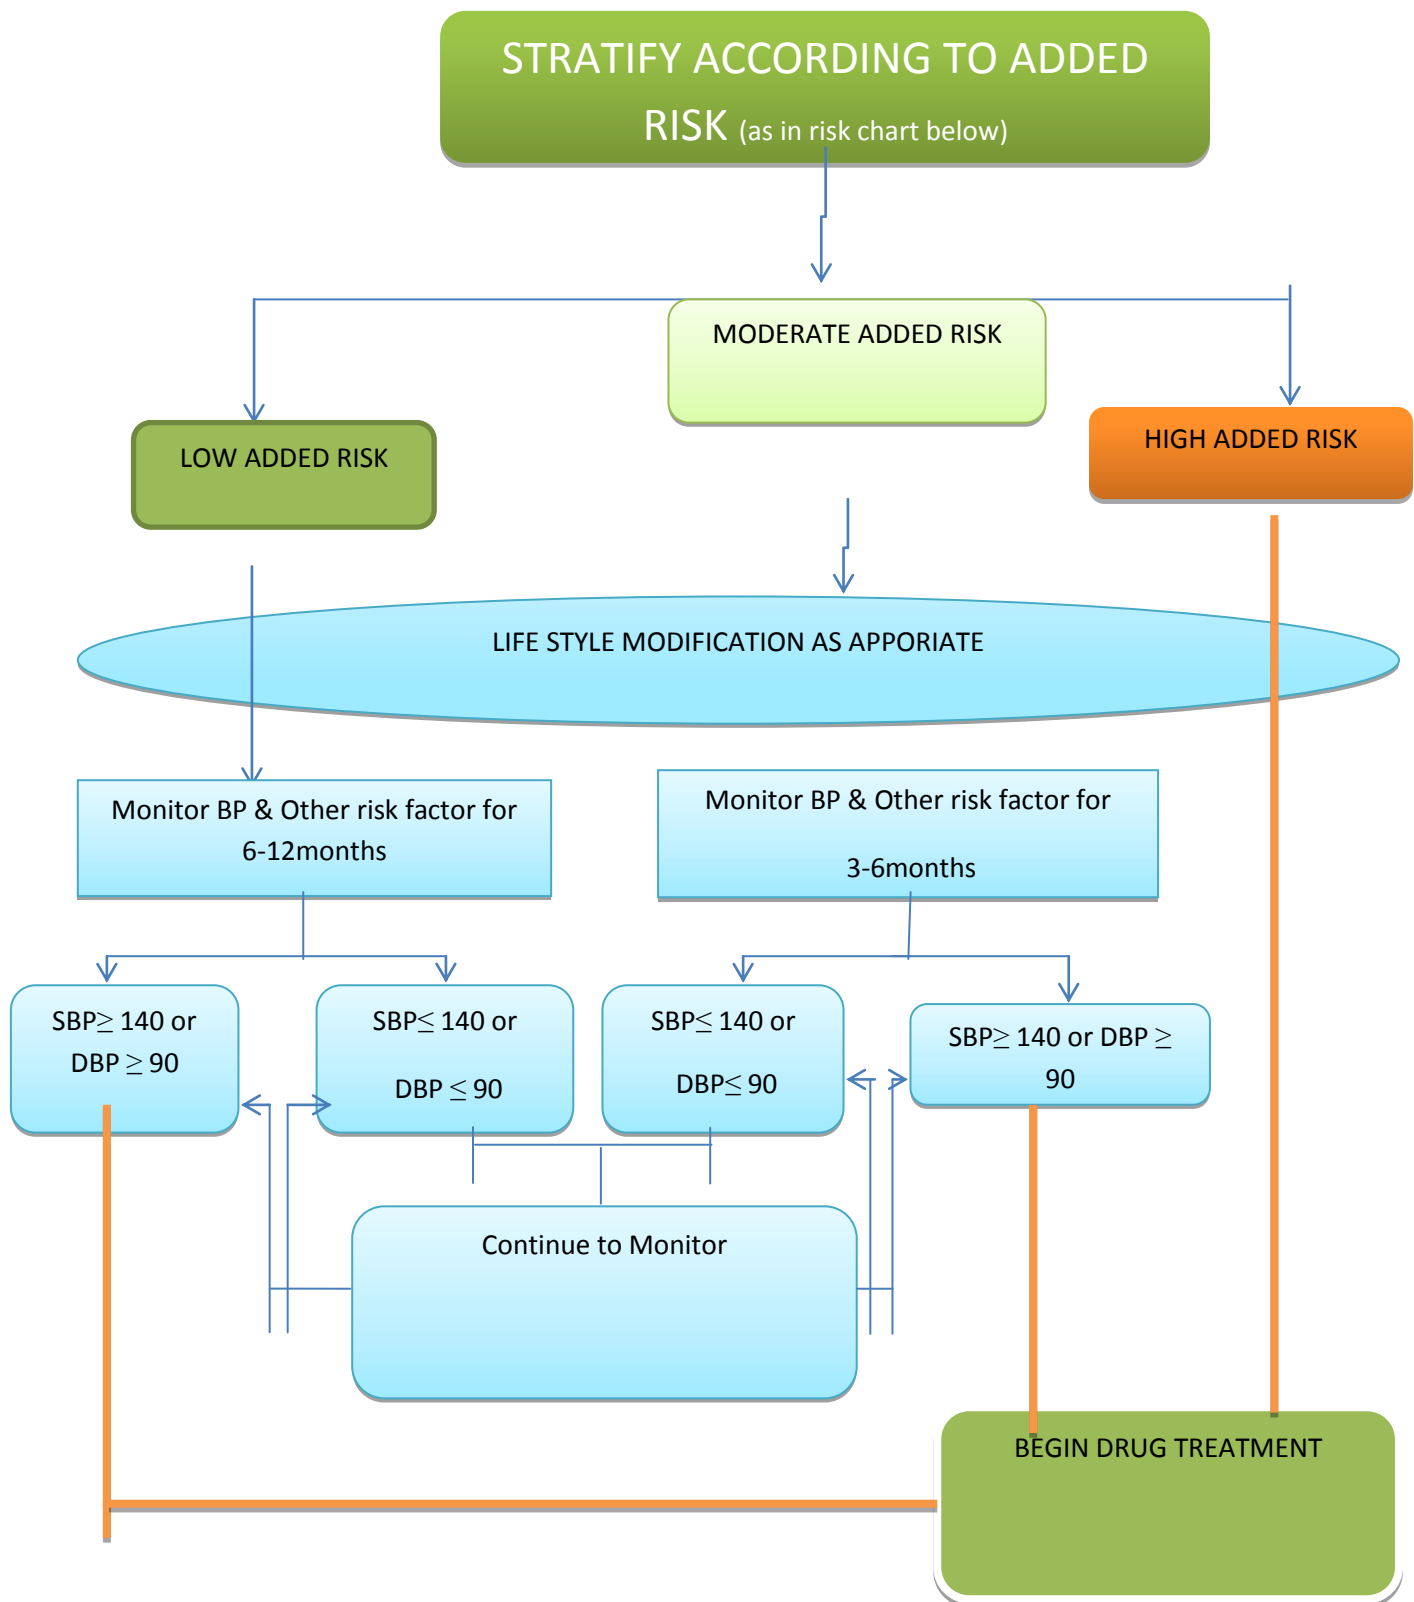 STRATIFY ACCORDING TO ADDED
RISK (as in risk chart below)
MODERATE ADDED RISK
LOW ADDED RISK
HIGH ADDED RISK
LIFE STYLE MODIFICATION AS APPORIATE
Monitor BP & Other risk factor for
6-12months
Monitor BP & Other risk factor for
3-6months
SBP≥ 140 or
DBP ≥ 90
SBP≤ 140 or
DBP ≤ 90
SBP≤ 140 or
DBP≤ 90
SBP≥ 140 or DBP ≥
90
Continue to Monitor
BEGIN DRUG TREATMENT